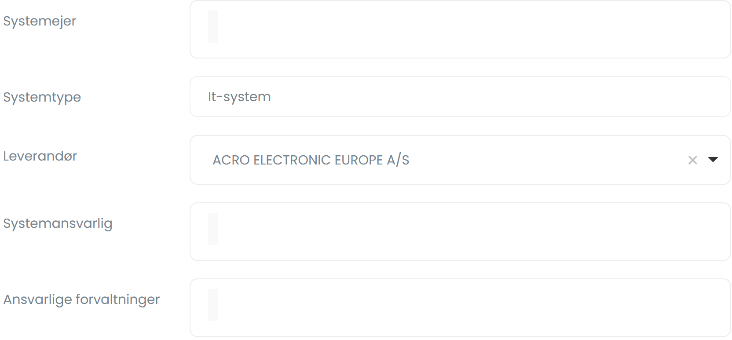 Systemejer
Systemtype
It-system
Leverandør
ACRO ELECTRONIC EUROPE A/S
Systemansvarlig
Ansvarlige forvaltninger